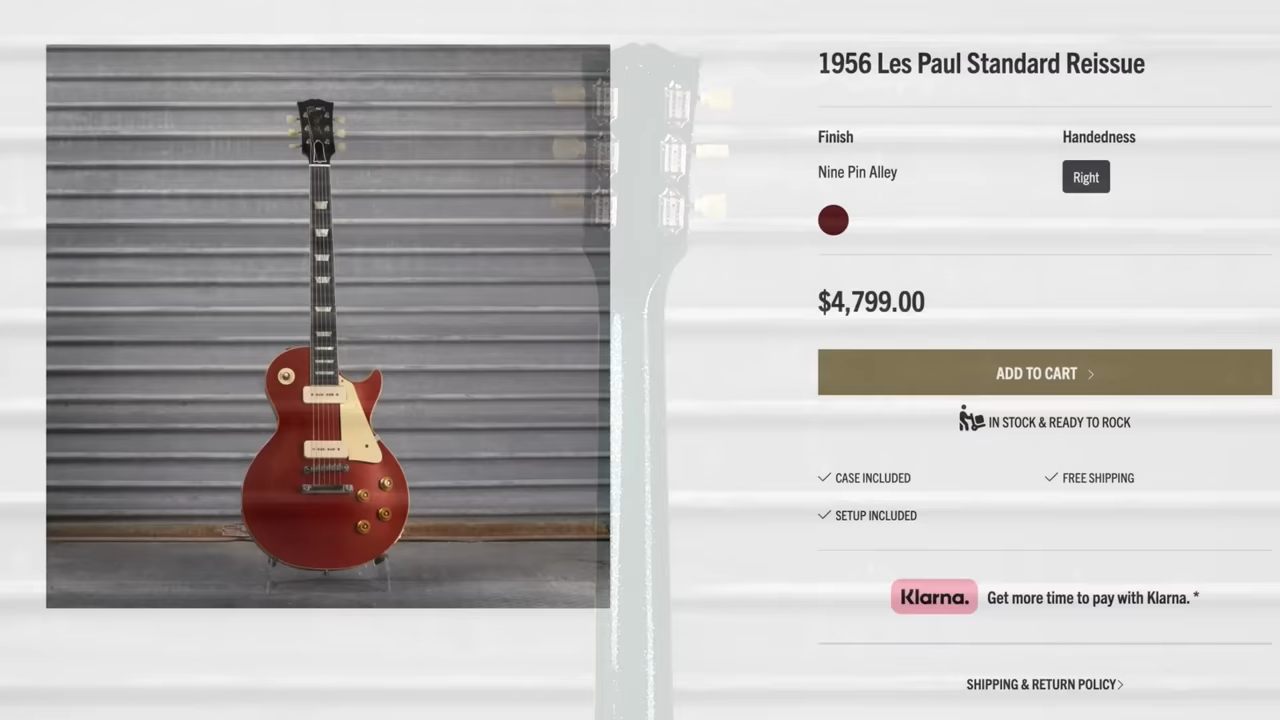 1956 Les Paul Standard Reissue
Finish
Handedness
Nine Pin Alley
Right
$4,799.00
ADD TO CART
IN STOCK & READY TO ROCK
CASE INCLUDED
FREE SHIPPING
SETUP INCLUDED
Klarna.
Get more time to pay with Klarna. *
SHIPPING & RETURN POLICY